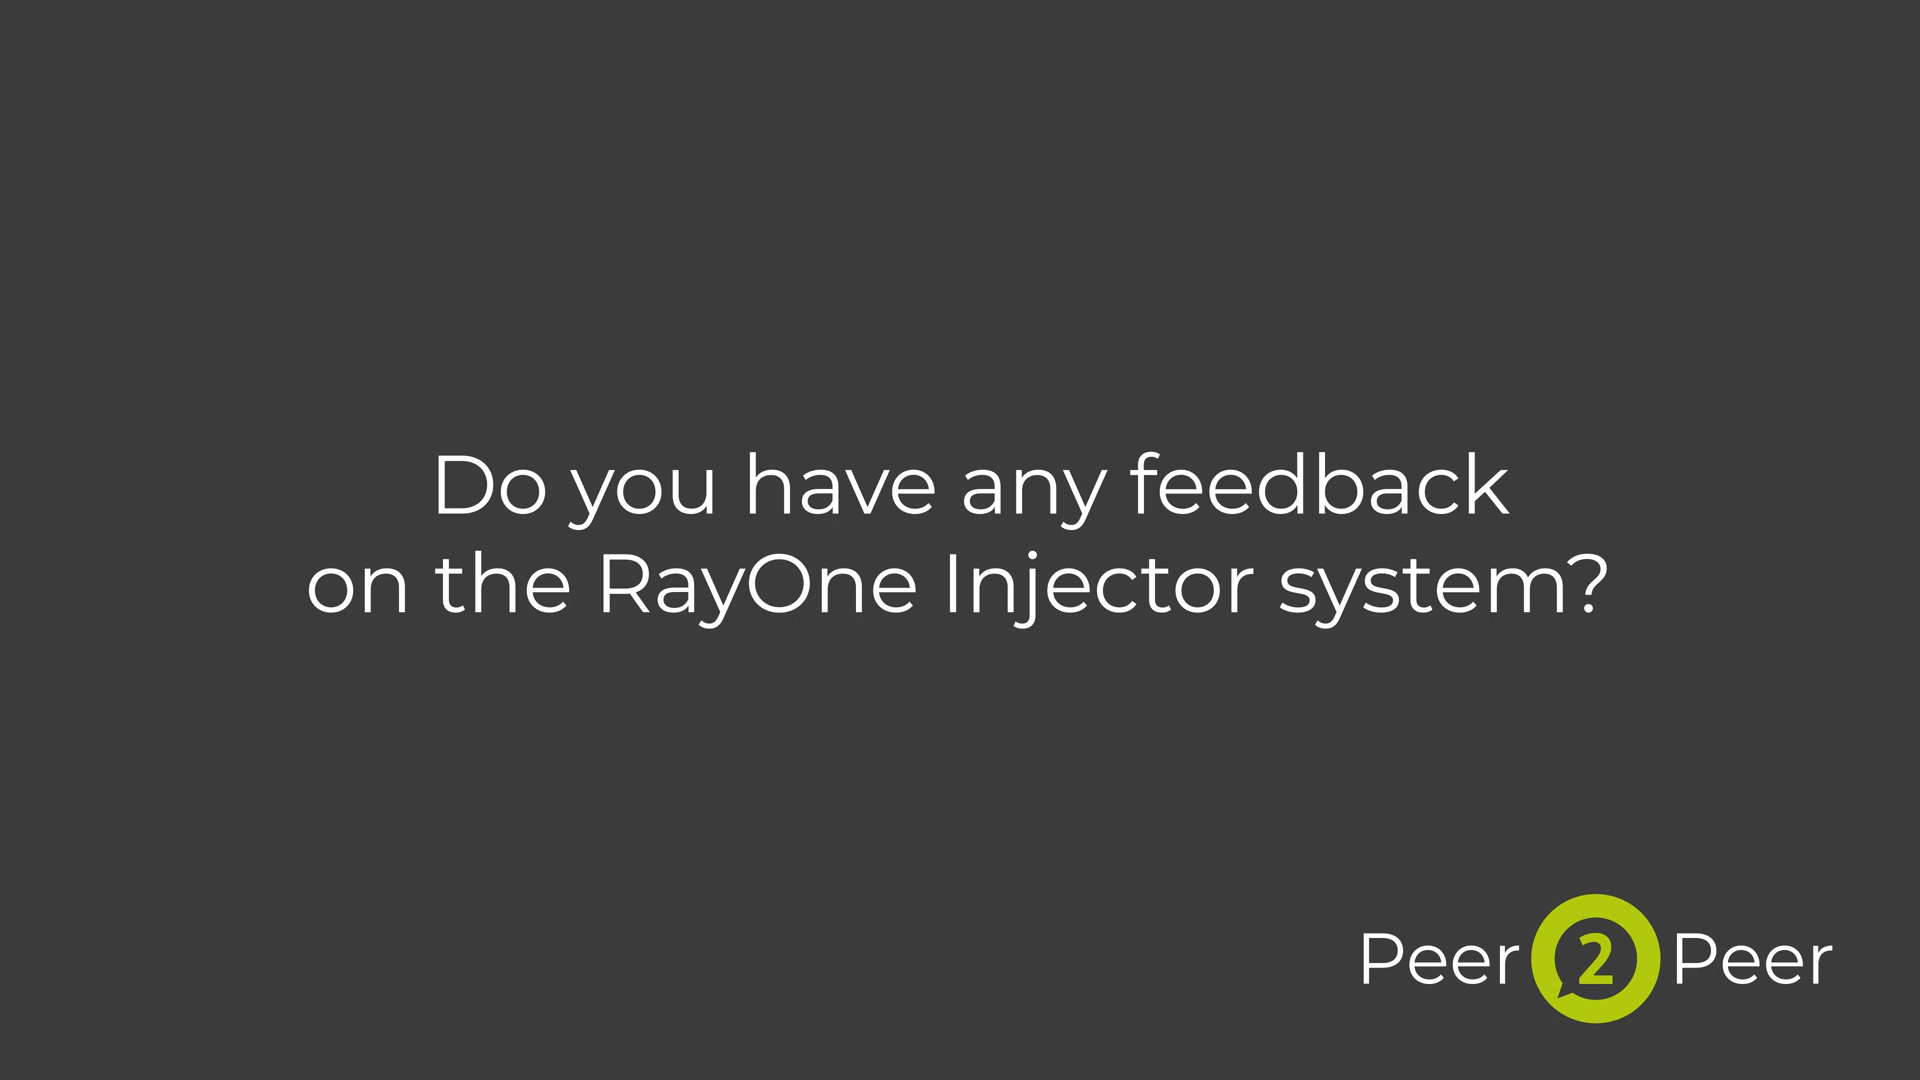 Do you have any feedback
on the RayOne Injector system?
Peer 2 Peer